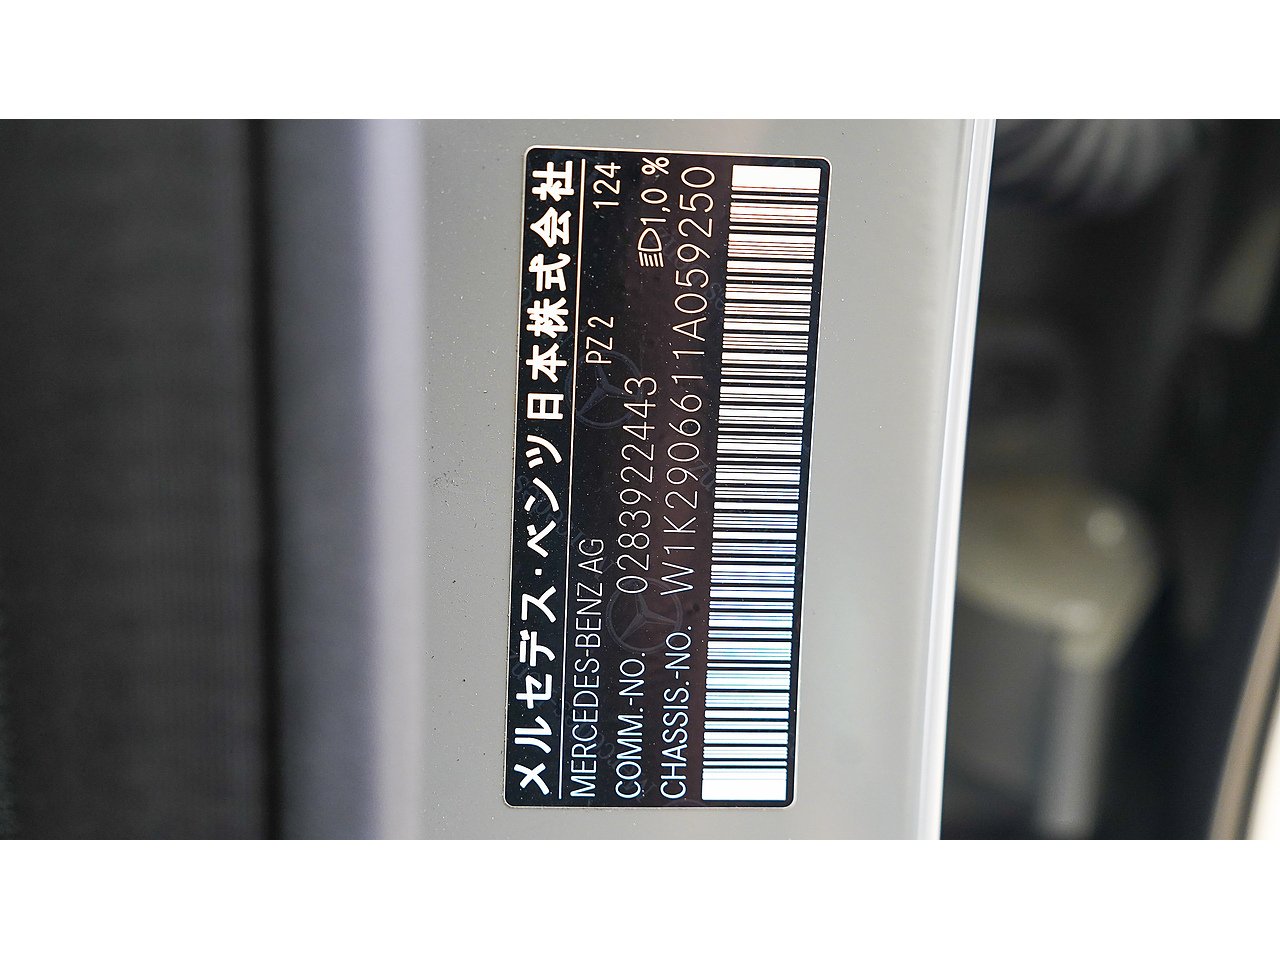 メルセデス・ベンツ日本株式会社
MERCEDES-BENZ AG PZ 2 124
COMM.-NO. 0283922443 1,0 %
CHASSIS.-NO. W1K2906611A059250